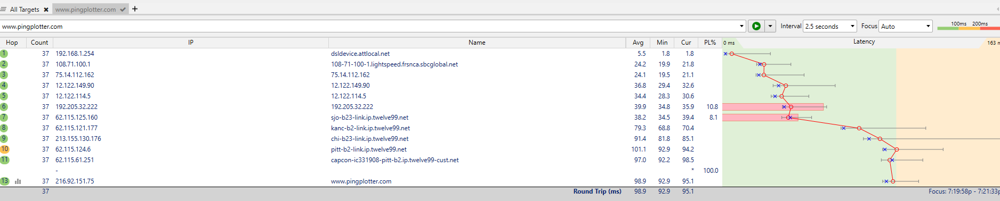 All Targets www.pingplotter.com +
www.pingplotter.com Interval 2.5 seconds Focus Auto 100ms 200ms
Hop Count IP Name Avg Min Cur PL% 0 ms Latency 163 m
1 37 192.168.1.254 dsldevice.attlocal.net 5.5 1.8 1.8
2 37 108.71.100.1 108-71-100-1.lightspeed.frsnca.sbcglobal.net 24.2 19.9 21.8
3 37 75.14.112.162 75.14.112.162 24.1 19.5 21.1
4 37 12.122.149.90 12.122.149.90 36.8 29.4 32.6
5 37 12.122.114.5 12.122.114.5 34.4 28.3 30.6
6 37 192.205.32.222 192.205.32.222 39.9 34.8 35.9 10.8
7 37 62.115.125.160 sjo-b23-link.ip.twelve99.net 38.2 34.5 39.4 8.1
8 37 62.115.121.177 kanc-b2-link.ip.twelve99.net 79.3 68.8 70.4
9 37 213.155.130.176 chi-b23-link.ip.twelve99.net 91.4 81.8 85.1
10 37 62.115.124.6 pitt-b2-link.ip.twelve99.net 101.1 92.9 94.2
11 37 62.115.61.251 capcon-ic331908-pitt-b2.ip.twelve99-cust.net 97.0 92.2 98.5
- * 100.0
13 37 216.92.151.75 www.pingplotter.com 98.9 92.9 95.1
37 Round Trip (ms) 98.9 92.9 95.1 Focus: 7:19:58p - 7:21:33p